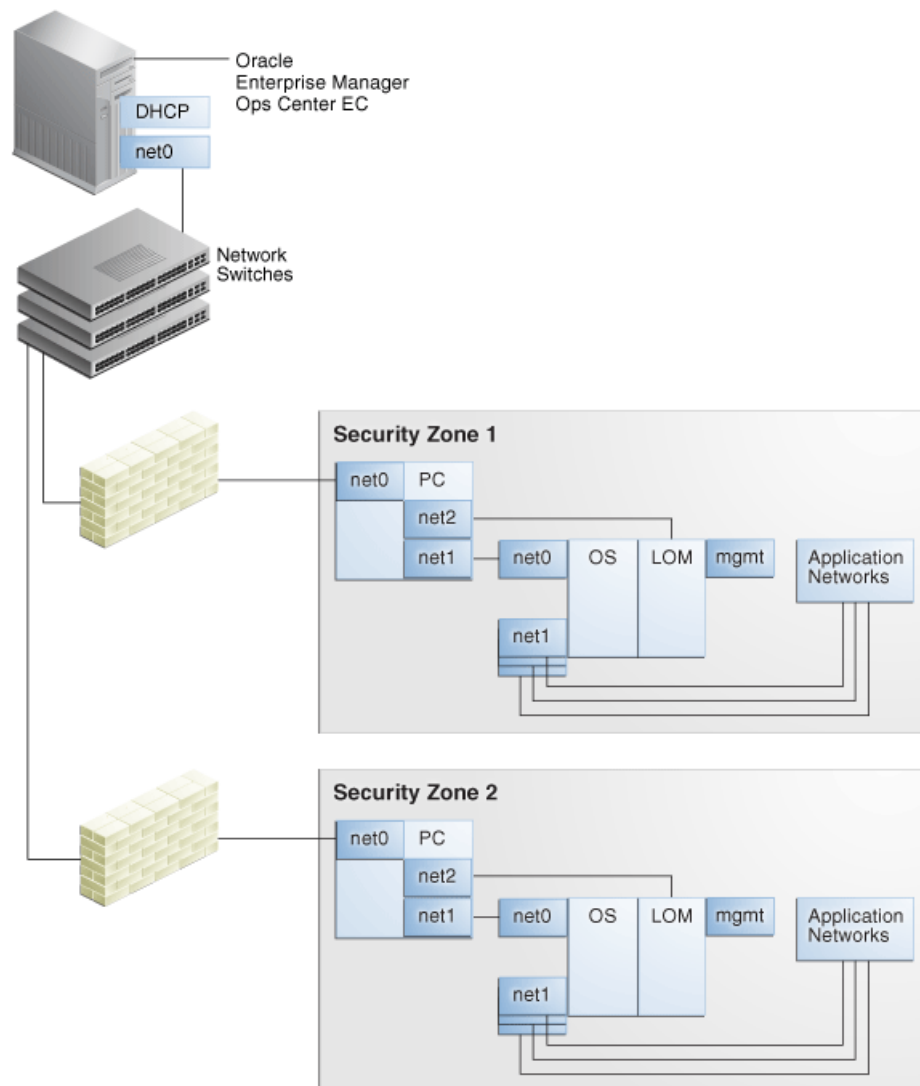 Oracle
Enterprise Manager
Ops Center EC
DHCP
net0
Network
Switches
Security Zone 1
net0
PC
net2
net1
net0
OS
LOM
mgmt
Application
Networks
net1
Security Zone 2
net0
PC
net2
net1
net0
OS
LOM
mgmt
Application
Networks
net1